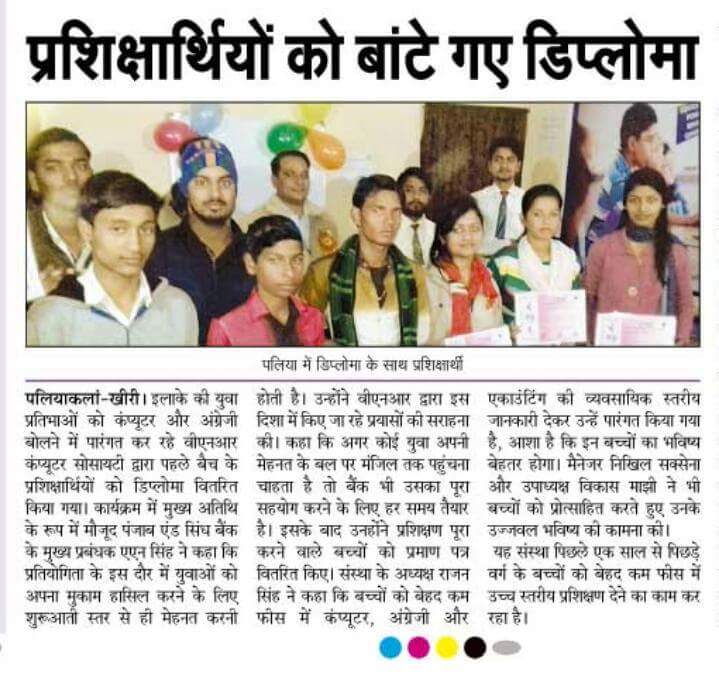 प्रशिक्षार्थियों को बांटे गए डिप्लोमा
पलिया में डिप्लोमा के साथ प्रशिक्षार्थी
पलियाकलां-खीरी। इलाके की युवा
प्रतिभाओं को कंप्यूटर और अंग्रेजी
बोलने में पारंगत कर रहे वीएनआर
कंप्यूटर सोसायटी द्वारा पहले बैच के
प्रशिक्षार्थियों को डिप्लोमा वितरित
किया गया। कार्यक्रम में मुख्य अतिथि
के रूप में मौजूद पंजाब एंड सिंध बैंक
के मुख्य प्रबंधक एएन सिंह ने कहा कि
प्रतियोगिता के इस दौर में युवाओं को
अपना मुकाम हासिल करने के लिए
शुरूआती स्तर से ही मेहनत करनी
होती है। उन्होंने वीएनआर द्वारा इस
दिशा में किए जा रहे प्रयासों की सराहना
की। कहा कि अगर कोई युवा अपनी
मेहनत के बल पर मंजिल तक पहुंचना
चाहता है तो बैंक भी उसका पूरा
सहयोग करने के लिए हर समय तैयार
है। इसके बाद उनहोंने प्रशिक्षण पूरा
करने वाले बच्चों को प्रमाण पत्र
वितरित किए। संस्था के अध्यक्ष राजन
सिंह ने कहा कि बच्चों को बेहद कम
फीस में कंप्यूटर, अंग्रेजी और
एकाउंटिंग की व्यवसायिक स्तरीय
जानकारी देकर उन्हें पारंगत किया गया
है, आशा है कि इन बच्चों का भविष्य
बेहतर होगा। मैनेजर निखिल सक्सेना
और उपाध्यक्ष विकास माझी ने भी
बच्चों को प्रोत्साहित करते हुए उनके
उज्जवल भविष्य की कामना की।
यह संस्था पिछले एक साल से पिछड़े
वर्ग के बच्चों को बेहद कम फीस में
उच्च स्तरीय प्रशिक्षण देने का काम कर
रहा है।